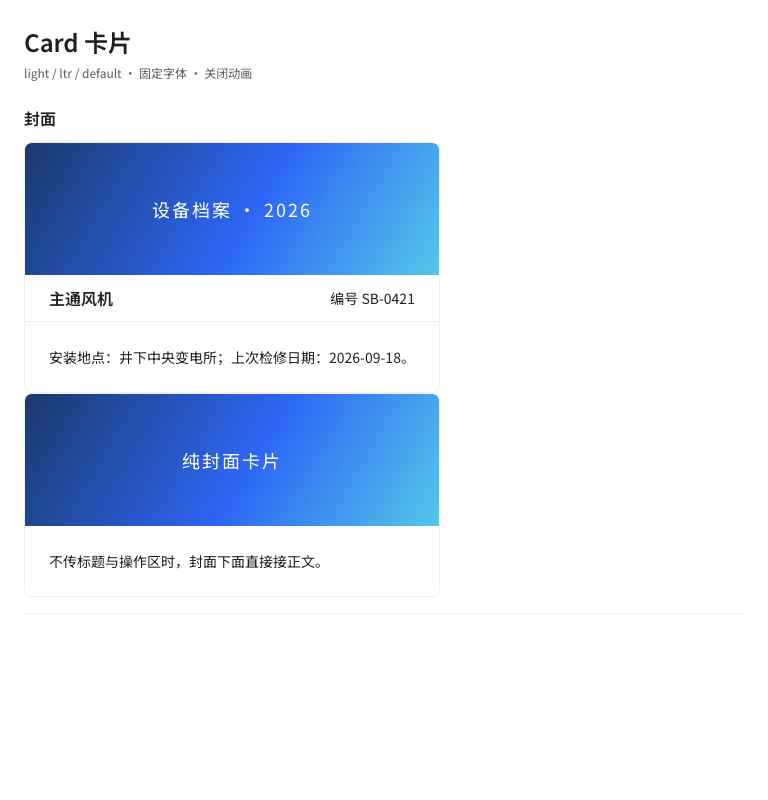 Card 卡片
light / ltr / default • 固定字体 • 关闭动画
封面
设备档案 • 2026
主通风机
编号 SB-0421
安装地点：井下中央变电所；上次检修日期：2026-09-18。
纯封面卡片
不传标题与操作区时，封面下面直接接正文。